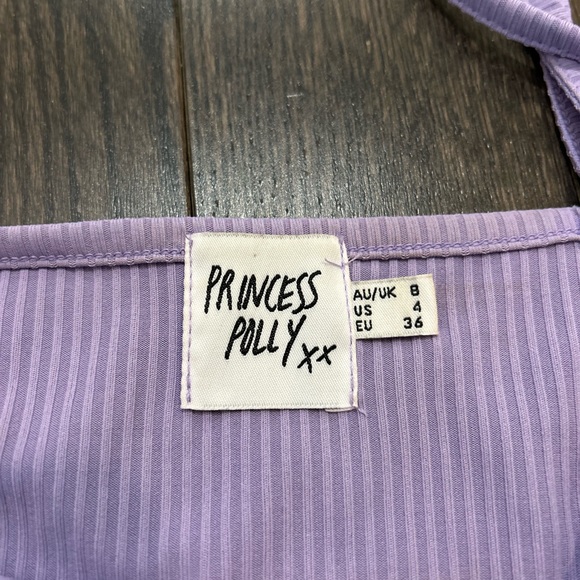 PRINCESS
POLLY xx
AU/UK 8
US 4
EU 36